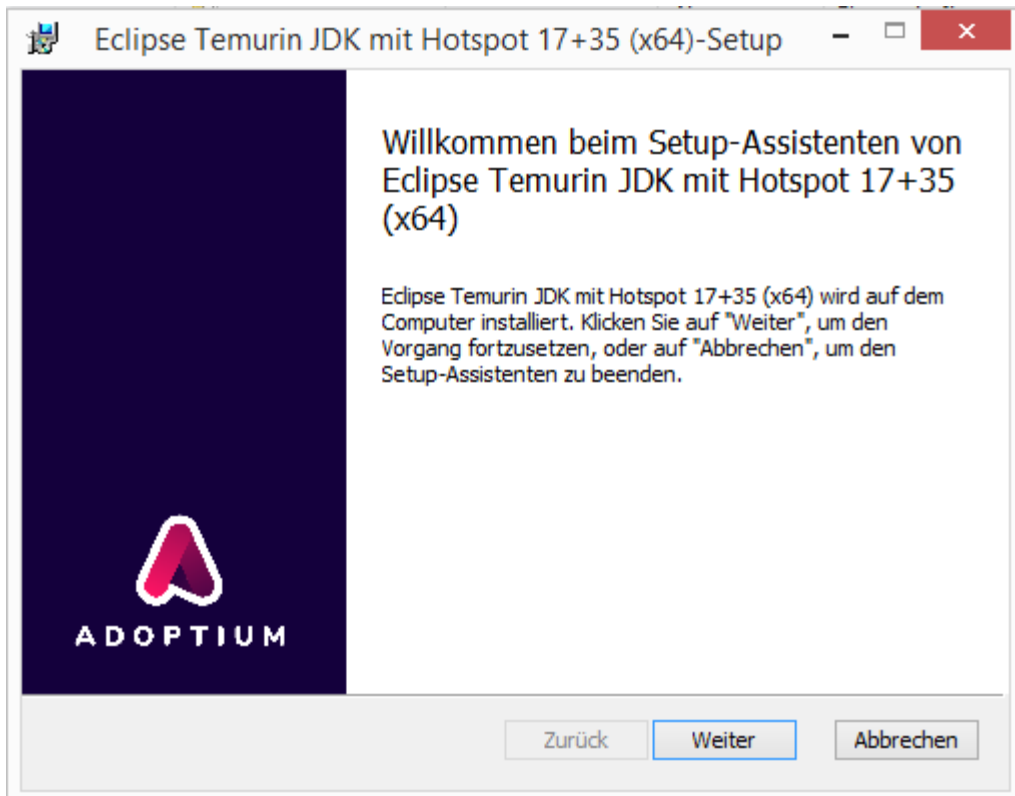 Eclipse Temurin JDK mit Hotspot 17+35 (x64)-Setup
Willkommen beim Setup-Assistenten von
Eclipse Temurin JDK mit Hotspot 17+35
(x64)
Eclipse Temurin JDK mit Hotspot 17+35 (x64) wird auf dem
Computer installiert. Klicken Sie auf "Weiter", um den
Vorgang fortzusetzen, oder auf "Abbrechen", um den
Setup-Assistenten zu beenden.
ADOPTIUM
Zurück Weiter Abbrechen